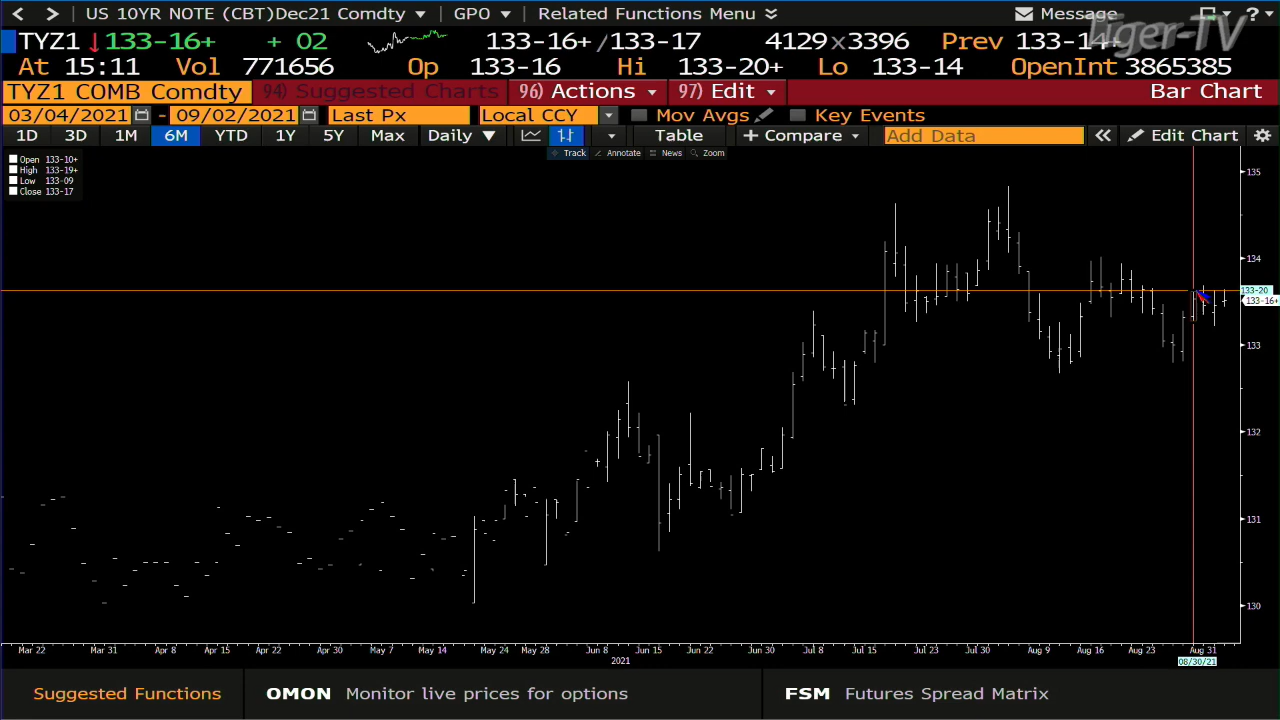 US 10YR NOTE (CBT)Dec21 Comdty GPO Related Functions Menu Message ?
TYZ1 133-16+ + 02 133-16+/133-17 4129x3396 Prev 133-14+
Tiger-TV
At 15:11 Vol 771656 Op 133-16 Hi 133-20+ Lo 133-14 OpenInt 3865385
TYZ1 COMB Comdty 94) Suggested Charts 96) Actions 97) Edit Bar Chart
03/04/2021 - 09/02/2021 Last Px Local CCY Mov Avgs Key Events
1D 3D 1M 6M YTD 1Y 5Y Max Daily Table + Compare Add Data Edit Chart
Track Annotate News Zoom
Open 133-10+
High 133-19+
Low 133-09
Close 133-17
135
134
133-20
133-16+
133
132
131
130
Mar 22 Mar 31 Apr 8 Apr 15 Apr 22 Apr 30 May 7 May 14 May 28 Jun 8 Jun 15 Jun 22 Jun 30 Jul 8 Jul 15 Jul 23 Jul 30 Aug 9 Aug 16 Aug 23 Aug 31
2021 08/30/21
Suggested Functions OMON Monitor live prices for options FSM Futures Spread Matrix